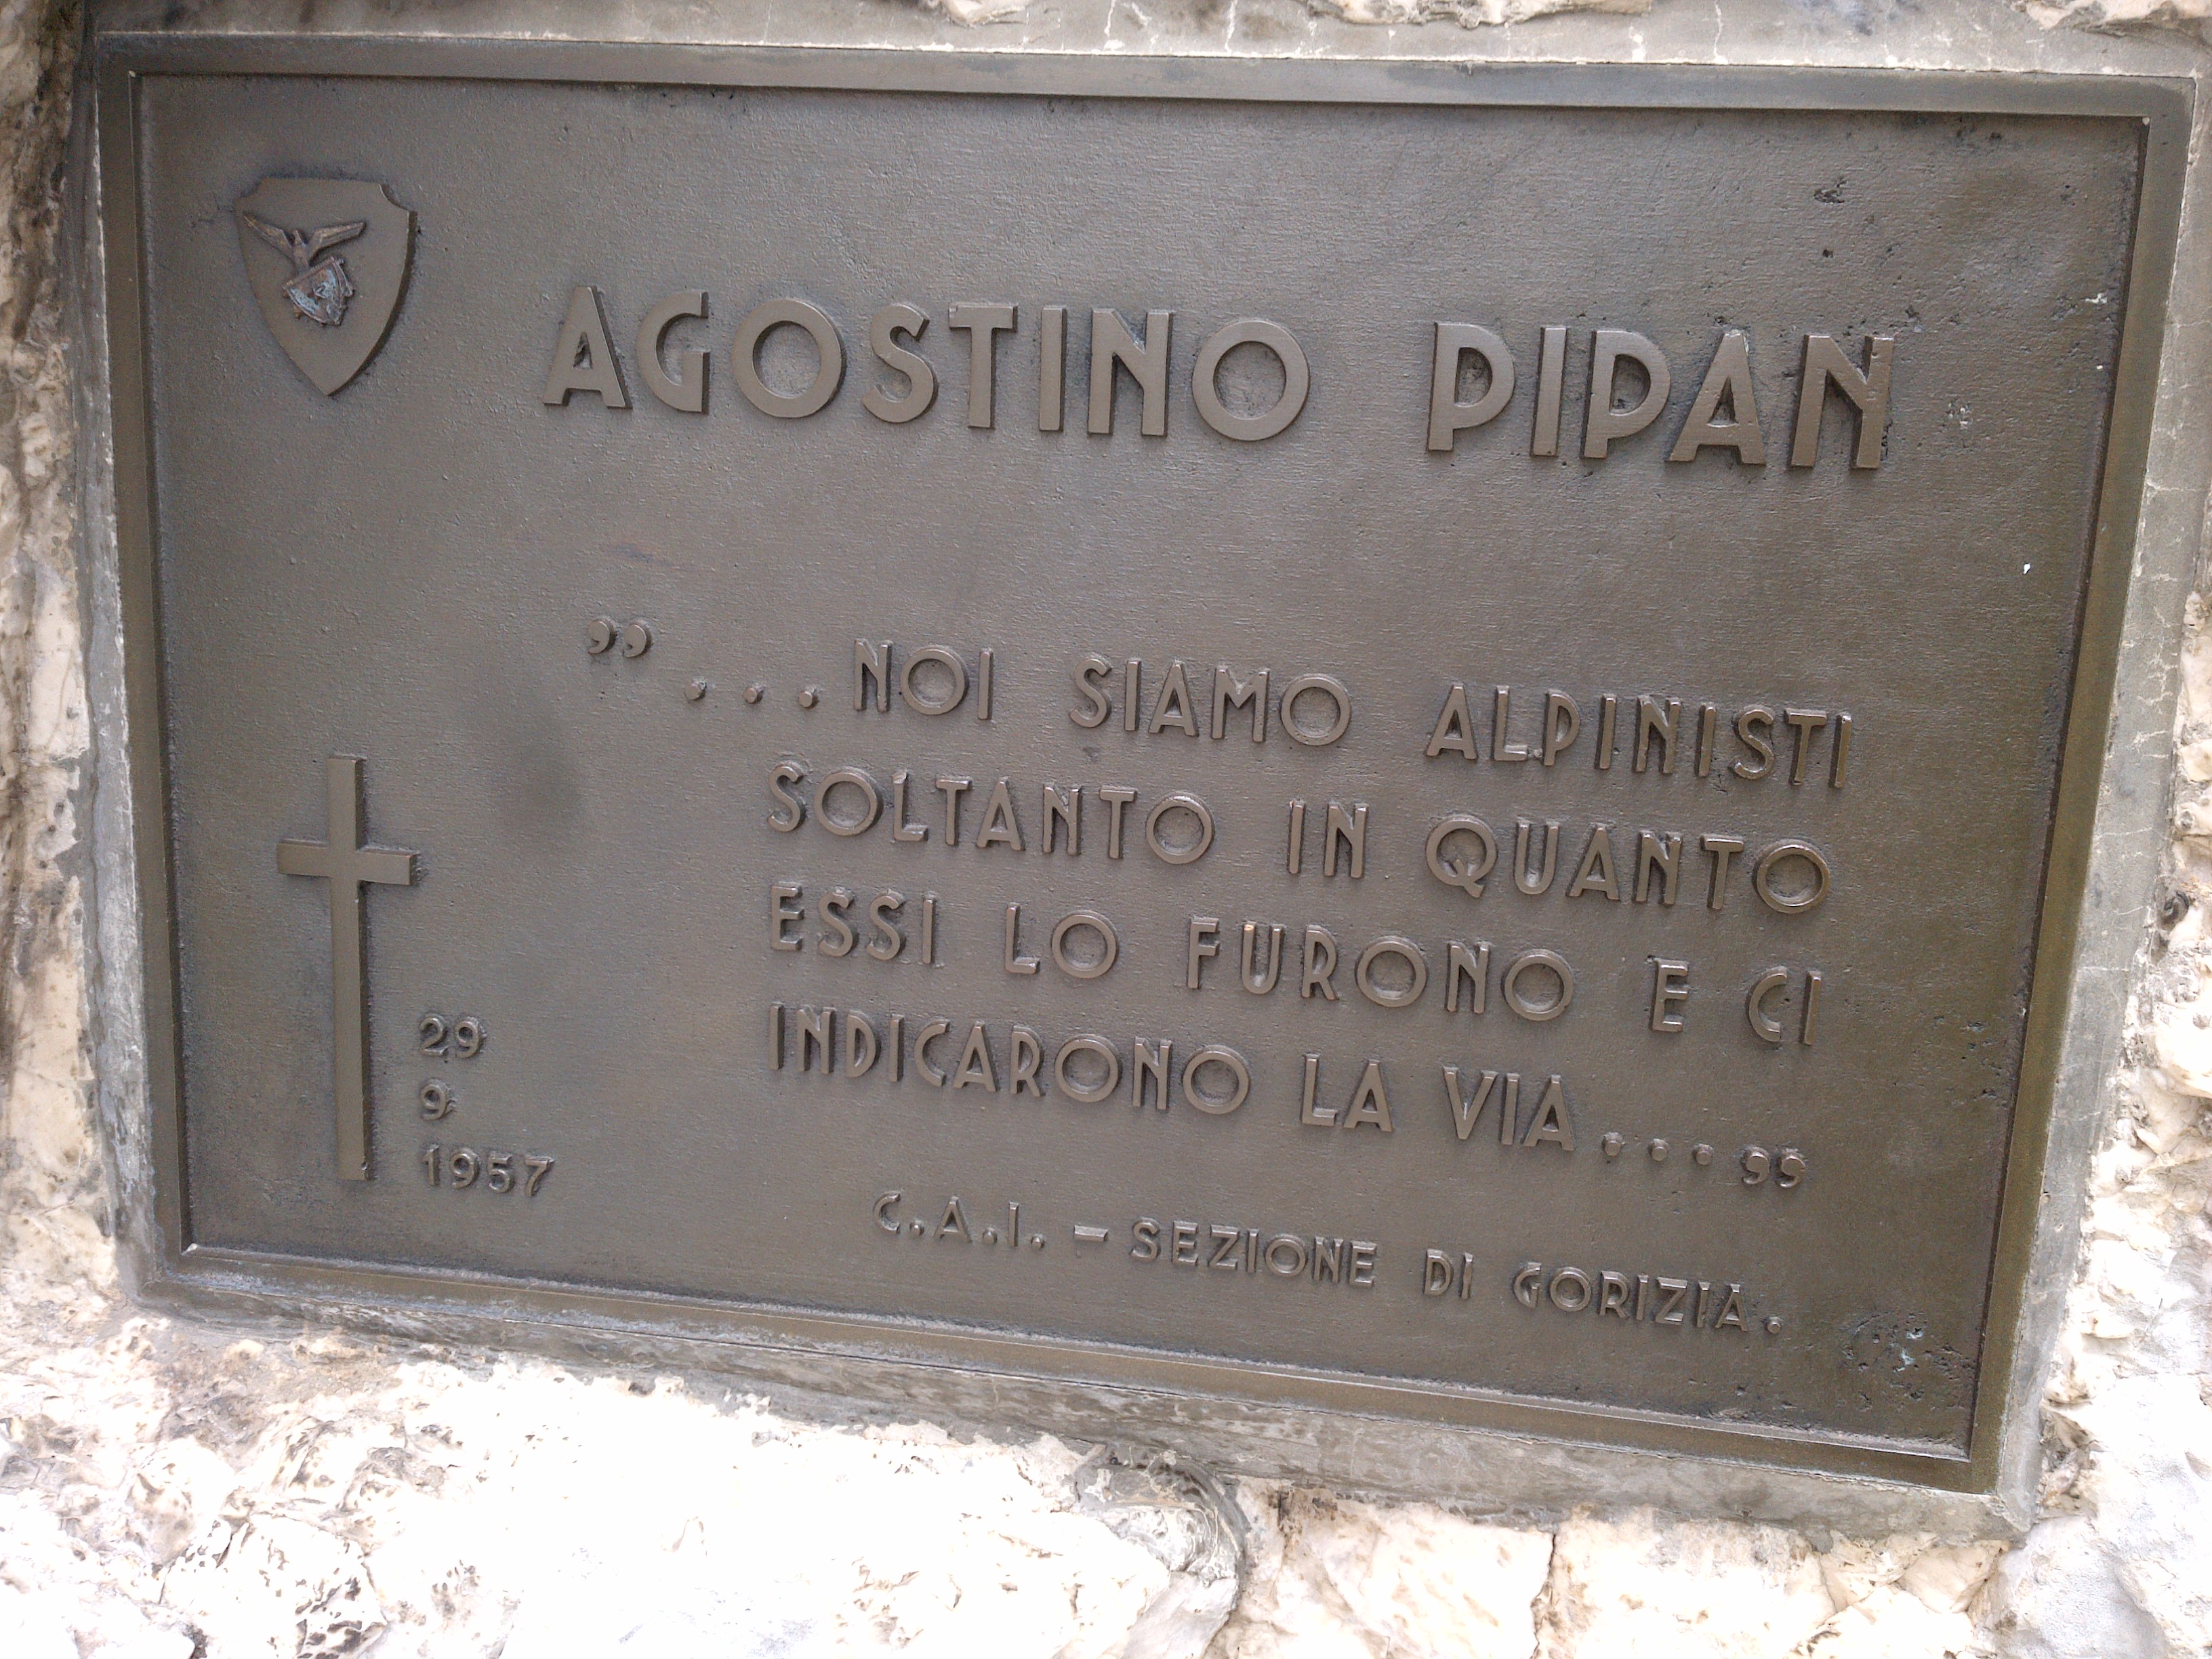 AGOSTINO PIPAN
”...NOI SIAMO ALPINISTI
SOLTANTO IN QUANTO
ESSI LO FURONO E CI
INDICARONO LA VIA...”
29
9
1957
C.A.I. - SEZIONE DI GORIZIA.